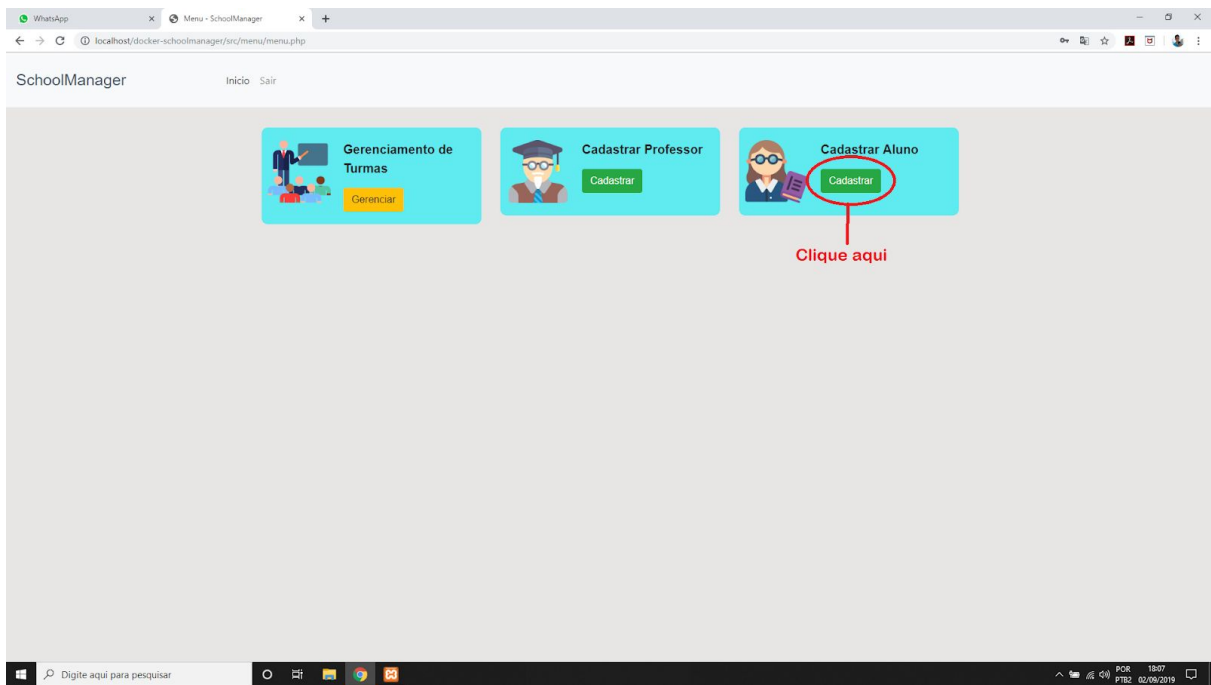 WhatsApp
Menu - SchoolManager
localhost/docker-schoolmanager/src/menu/menu.php
SchoolManager
Inicio
Sair
Gerenciamento de
Turmas
Gerenciar
Cadastrar Professor
Cadastrar
Cadastrar Aluno
Cadastrar
Clique aqui
Digite aqui para pesquisar
POR
PTB2
18:07
02/09/2019